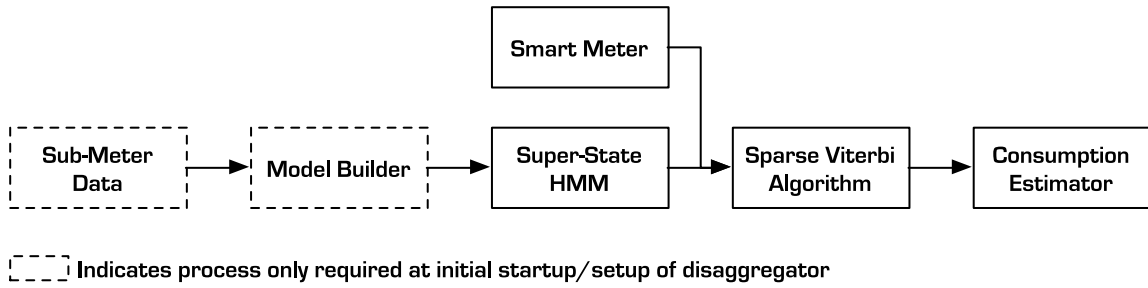 Smart Meter
Sub-Meter
Data
Model Builder
Super-State
HMM
Sparse Viterbi
Algorithm
Consumption
Estimator
Indicates process only required at initial startup/setup of disaggregator